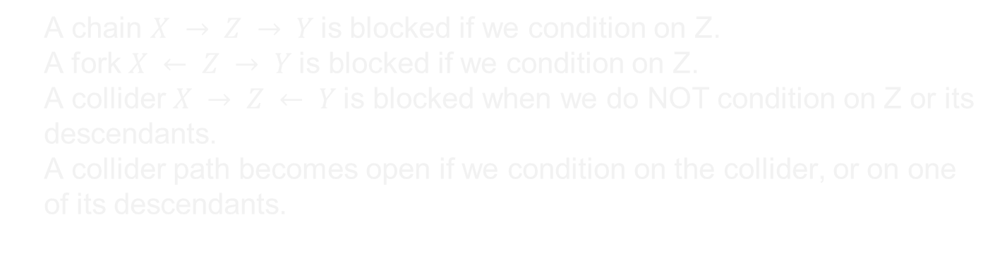 A chain X → Z → Y is blocked if we condition on Z.
A fork X ← Z → Y is blocked if we condition on Z.
A collider X → Z ← Y is blocked when we do NOT condition on Z or its
descendants.
A collider path becomes open if we condition on the collider, or on one
of its descendants.